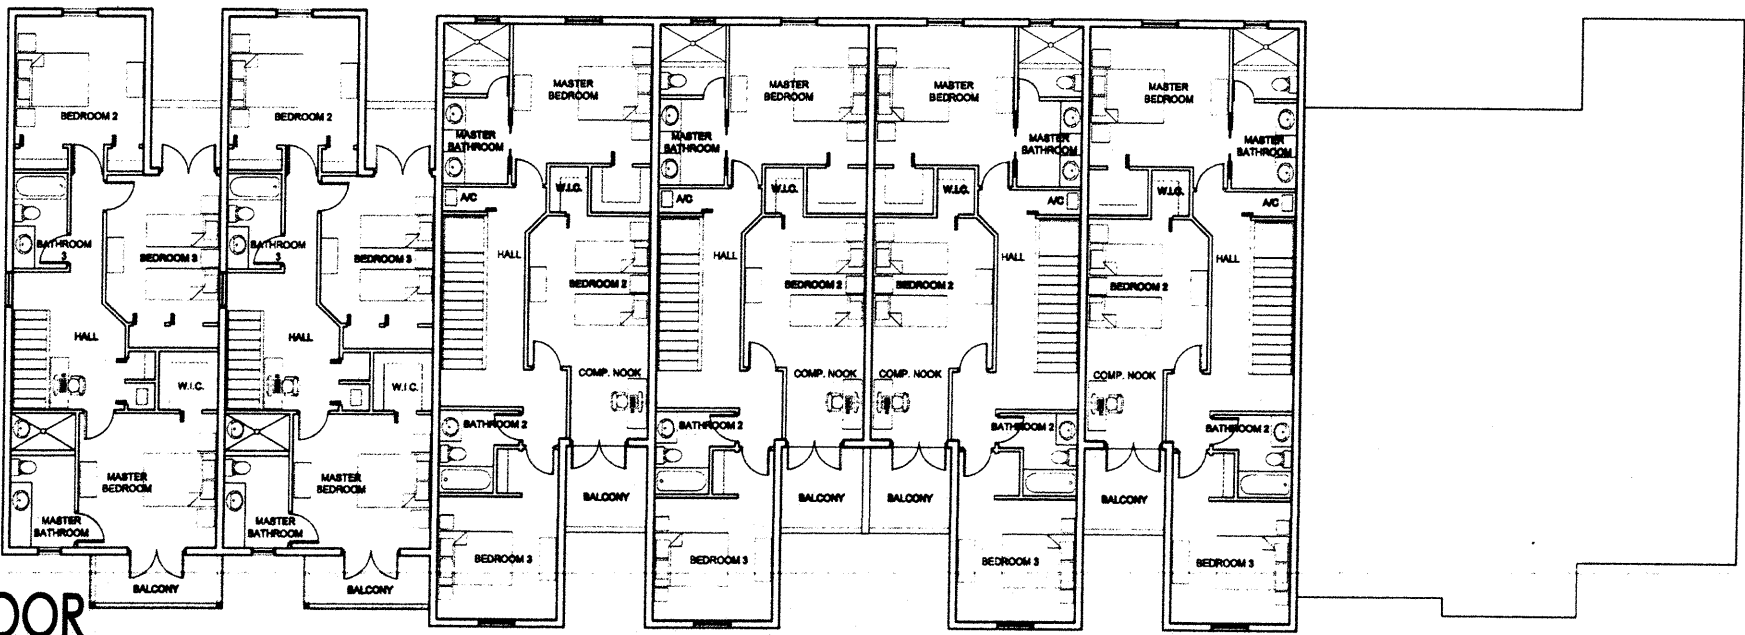 BEDROOM 2
BATHROOM
3
BEDROOM 3
HALL
W.I.C.
MASTER
BEDROOM
MASTER
BATHROOM
BALCONY
BEDROOM 2
BATHROOM
3
BEDROOM 3
HALL
W.I.C.
MASTER
BEDROOM
MASTER
BATHROOM
BALCONY
MASTER
BEDROOM
MASTER
BATHROOM
W.I.C.
A/C
HALL
BEDROOM 2
COMP. NOOK
BATHROOM 2
BALCONY
BEDROOM 3
MASTER
BEDROOM
MASTER
BATHROOM
W.I.C.
A/C
HALL
BEDROOM 2
COMP. NOOK
BATHROOM 2
BALCONY
BEDROOM 3
MASTER
BEDROOM
MASTER
BATHROOM
W.I.C.
A/C
HALL
BEDROOM 2
COMP. NOOK
BATHROOM 2
BALCONY
BEDROOM 3
MASTER
BEDROOM
MASTER
BATHROOM
W.I.C.
A/C
HALL
BEDROOM 2
COMP. NOOK
BATHROOM 2
BALCONY
BEDROOM 3
OOR